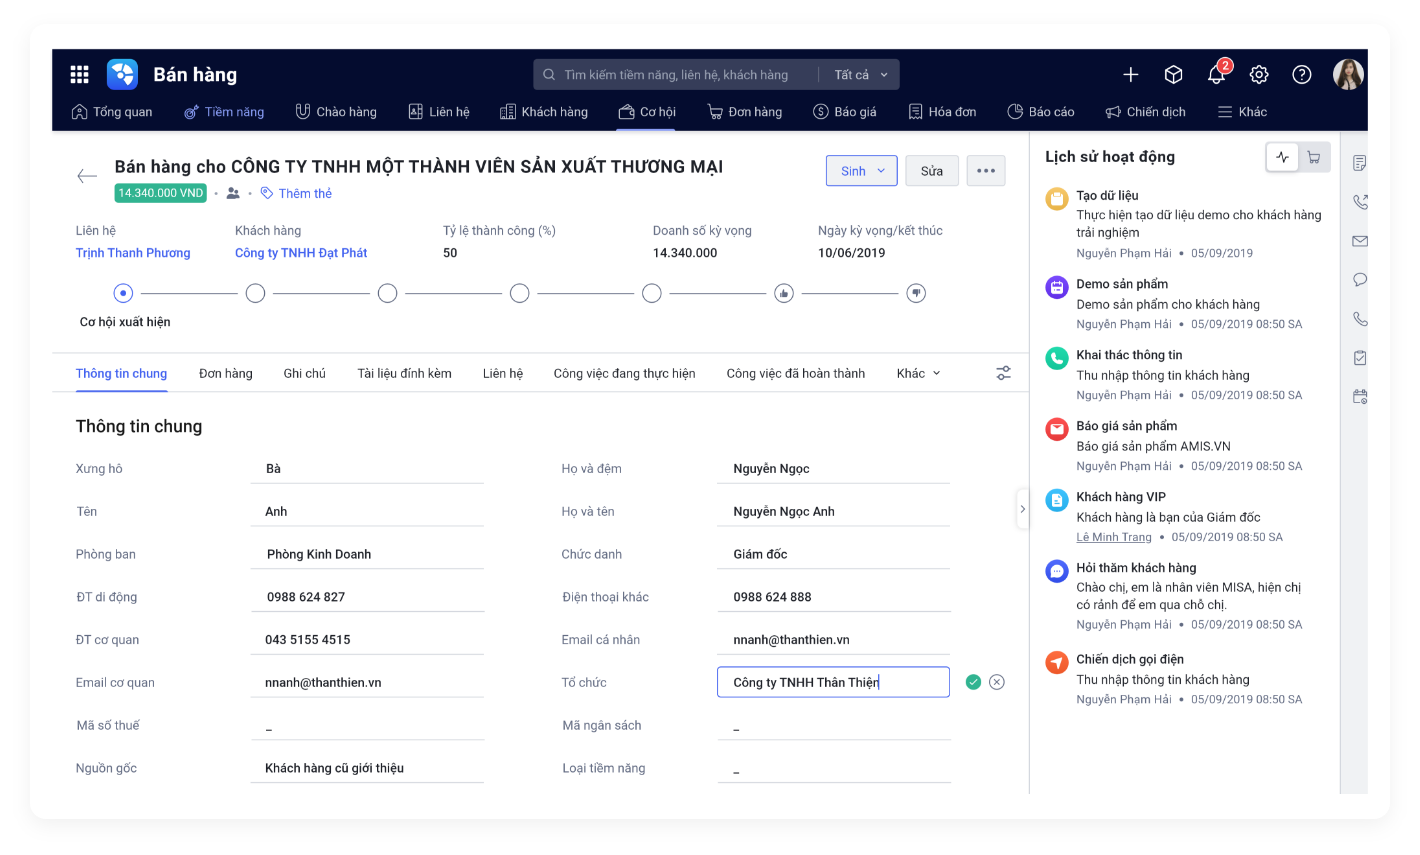 Bán hàng
Tìm kiếm tiềm năng, liên hệ, khách hàng
Tất cả
2
Tổng quan
Tiềm năng
Chào hàng
Liên hệ
Khách hàng
Cơ hội
Đơn hàng
Báo giá
Hóa đơn
Báo cáo
Chiến dịch
Khác
Bán hàng cho CÔNG TY TNHH MỘT THÀNH VIÊN SẢN XUẤT THƯƠNG MẠI
14.340.000 VND
Thêm thẻ
Sinh
Sửa
Liên hệ
Trịnh Thanh Phương
Khách hàng
Công ty TNHH Đạt Phát
Tỷ lệ thành công (%)
50
Doanh số kỳ vọng
14.340.000
Ngày kỳ vọng/kết thúc
10/06/2019
Cơ hội xuất hiện
Thông tin chung
Đơn hàng
Ghi chú
Tài liệu đính kèm
Liên hệ
Công việc đang thực hiện
Công việc đã hoàn thành
Khác
Thông tin chung
Xưng hô
Bà
Họ và đệm
Nguyễn Ngọc
Tên
Anh
Họ và tên
Nguyễn Ngọc Anh
Phòng ban
Phòng Kinh Doanh
Chức danh
Giám đốc
ĐT di động
0988 624 827
Điện thoại khác
0988 624 888
ĐT cơ quan
043 5155 4515
Email cá nhân
nnanh@thanthien.vn
Email cơ quan
nnanh@thanthien.vn
Tổ chức
Công ty TNHH Thân Thiện
Mã số thuế
_
Mã ngân sách
_
Nguồn gốc
Khách hàng cũ giới thiệu
Loại tiềm năng
_
Lịch sử hoạt động
Tạo dữ liệu
Thực hiện tạo dữ liệu demo cho khách hàng
trải nghiệm
Nguyễn Phạm Hải • 05/09/2019
Demo sản phẩm
Demo sản phẩm cho khách hàng
Nguyễn Phạm Hải • 05/09/2019 08:50 SA
Khai thác thông tin
Thu nhập thông tin khách hàng
Nguyễn Phạm Hải • 05/09/2019 08:50 SA
Báo giá sản phẩm
Báo giá sản phẩm AMIS.VN
Nguyễn Phạm Hải • 05/09/2019 08:50 SA
Khách hàng VIP
Khách hàng là bạn của Giám đốc
Lê Minh Trang • 05/09/2019 08:50 SA
Hỏi thăm khách hàng
Chào chị, em là nhân viên MISA, hiện chị
có rảnh để em qua chỗ chị.
Nguyễn Phạm Hải • 05/09/2019 08:50 SA
Chiến dịch gọi điện
Thu nhập thông tin khách hàng
Nguyễn Phạm Hải • 05/09/2019 08:50 SA